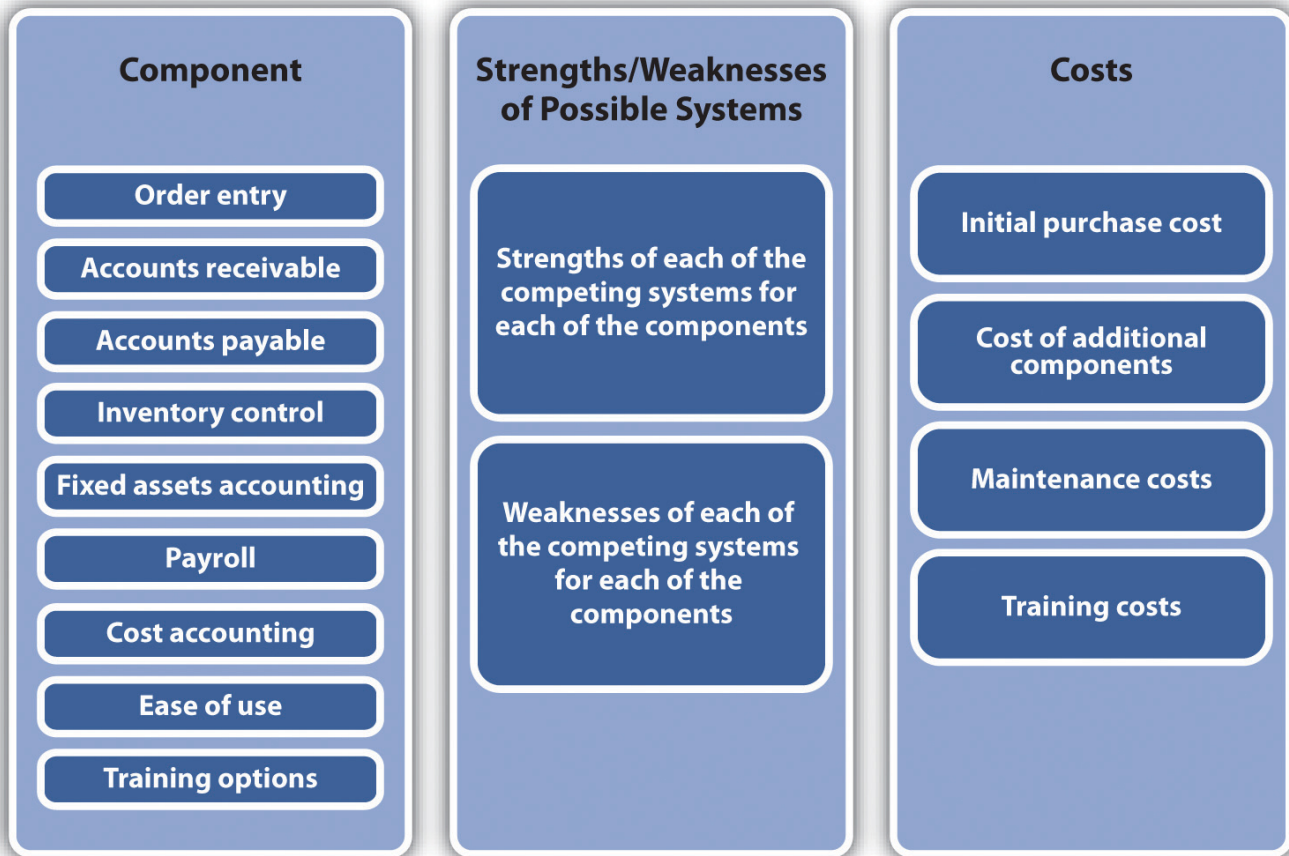 Component
Order entry
Accounts receivable
Accounts payable
Inventory control
Fixed assets accounting
Payroll
Cost accounting
Ease of use
Training options
Strengths/Weaknesses
of Possible Systems
Strengths of each of the
competing systems for
each of the components
Weaknesses of each of
the competing systems
for each of the
components
Costs
Initial purchase cost
Cost of additional
components
Maintenance costs
Training costs